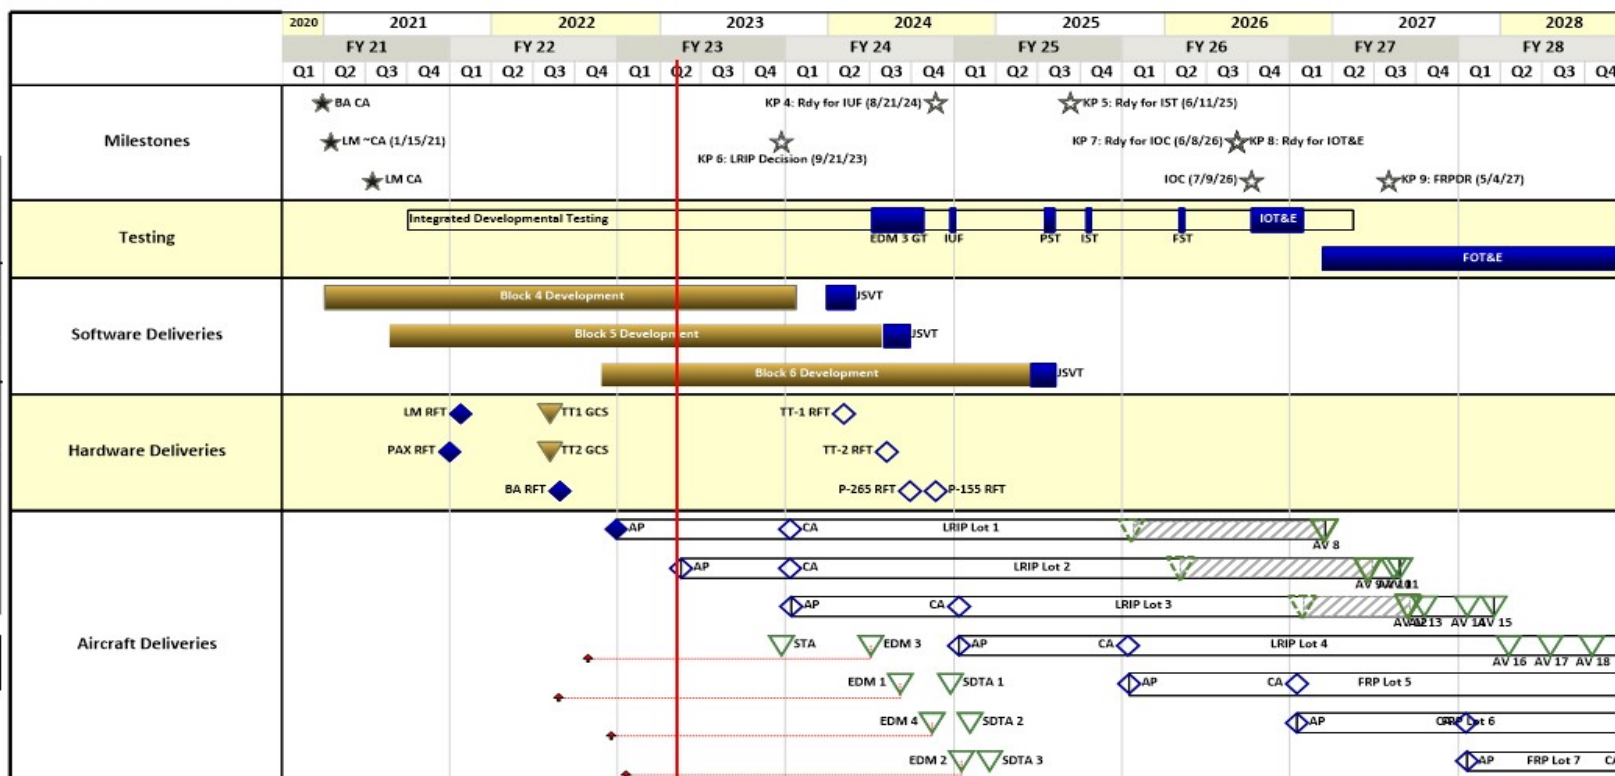 2020 2021 2022 2023 2024 2025 2026 2027 2028
FY 21 FY 22 FY 23 FY 24 FY 25 FY 26 FY 27 FY 28
Q1 Q2 Q3 Q4 Q1 Q2 Q3 Q4 Q1 Q2 Q3 Q4 Q1 Q2 Q3 Q4 Q1 Q2 Q3 Q4 Q1 Q2 Q3 Q4 Q1 Q2 Q3 Q4 Q1 Q2 Q3 Q4
Milestones
BA CA
KP 4: Rdy for IUF (8/21/24)
KP 5: Rdy for IST (6/11/25)
LM ~CA (1/15/21)
KP 6: LRIP Decision (9/21/23)
KP 7: Rdy for IOC (6/8/26)
KP 8: Rdy for IOT&E
LM CA
IOC (7/9/26)
KP 9: FRPDR (5/4/27)
Testing
Integrated Developmental Testing
EDM 3 GT
IUF
PST
IST
FST
IOT&E
FOT&E
Software Deliveries
Block 4 Development
JSVT
Block 5 Development
JSVT
Block 6 Development
JSVT
Hardware Deliveries
LM RFT
TT1 GCS
TT-1 RFT
PAX RFT
TT2 GCS
TT-2 RFT
BA RFT
P-265 RFT
P-155 RFT
Aircraft Deliveries
AP
CA
LRIP Lot 1
AV 8
AP
CA
LRIP Lot 2
AP
CA
LRIP Lot 3
AV 14
AV 15
STA
EDM 3
AP
CA
LRIP Lot 4
AV 16
AV 17
AV 18
EDM 1
SDTA 1
AP
CA
FRP Lot 5
EDM 4
SDTA 2
AP
Lot 6
EDM 2
SDTA 3
AP
FRP Lot 7